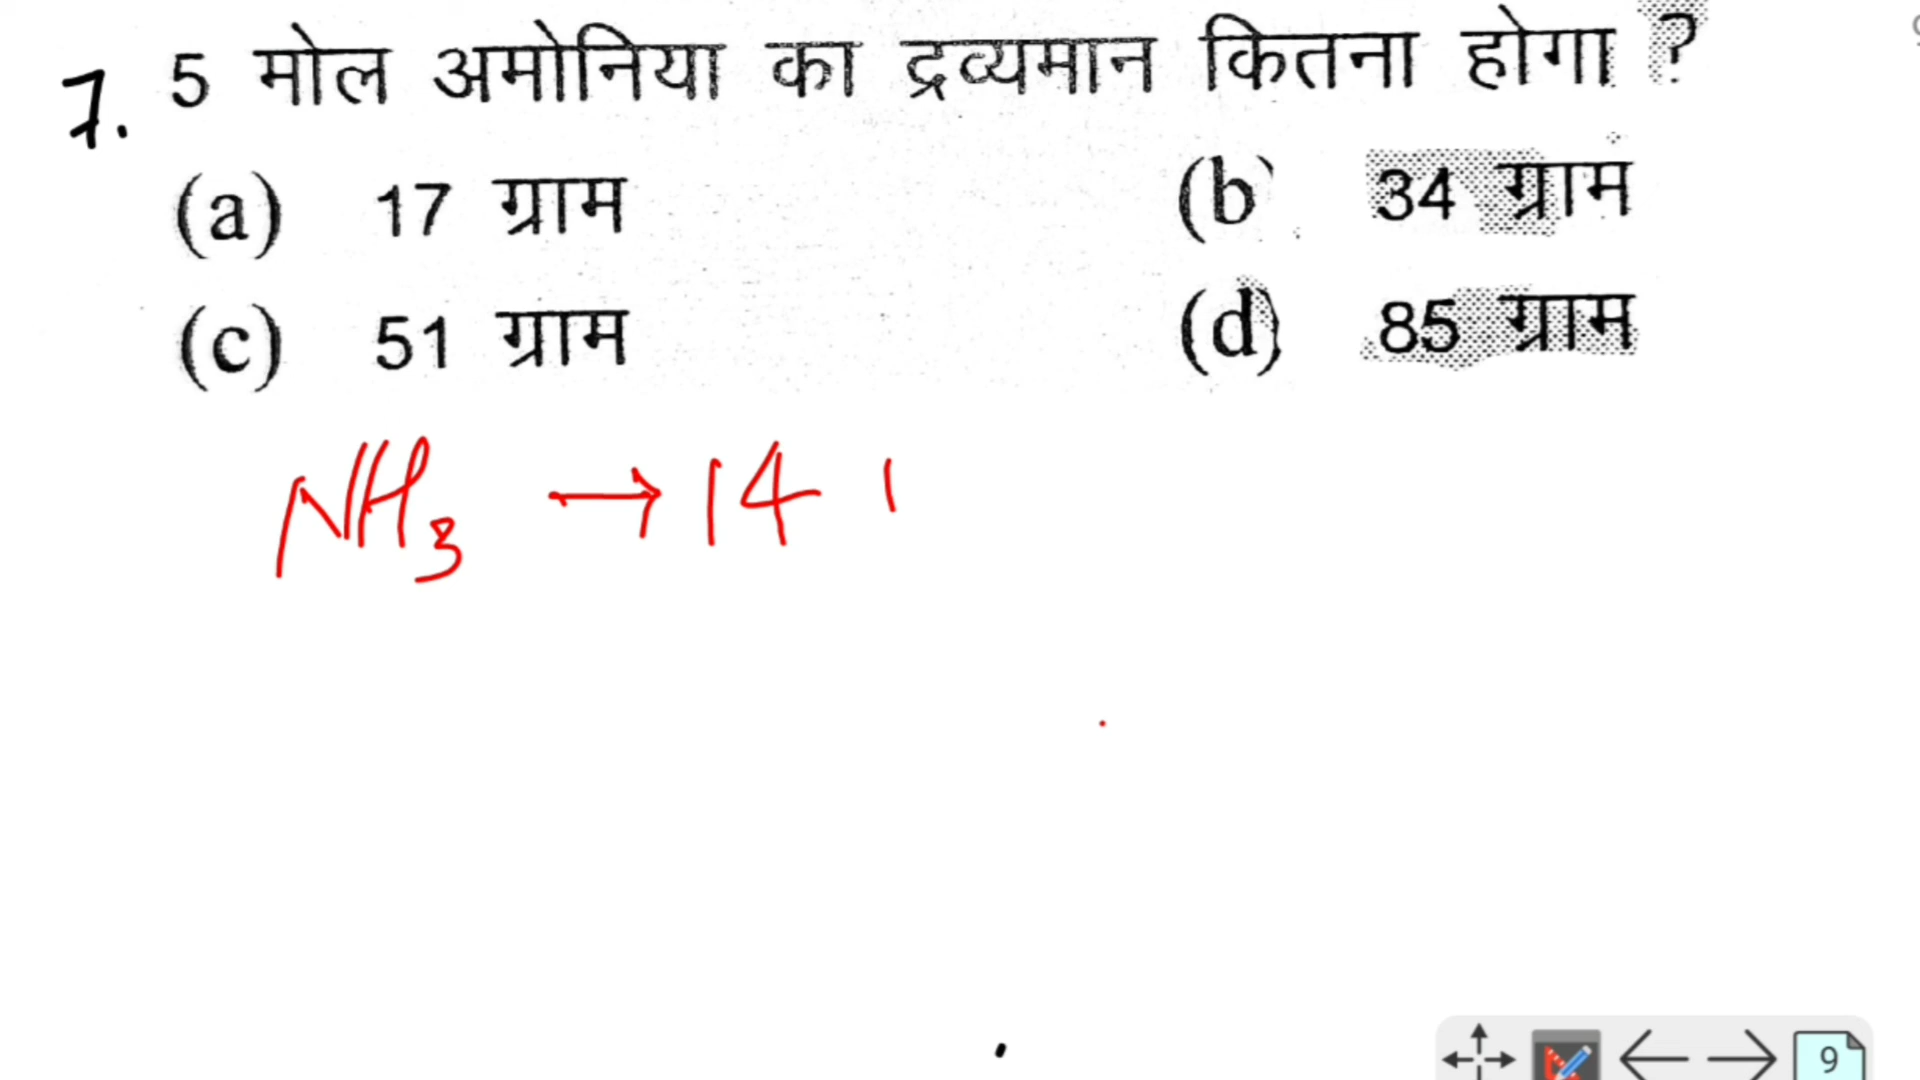 7. 5 मोल अमोनिया का द्रव्यमान कितना होगा ?
(a) 17 ग्राम (b) 34 ग्राम
(c) 51 ग्राम (d) 85 ग्राम
NH₃ → 14 1
9